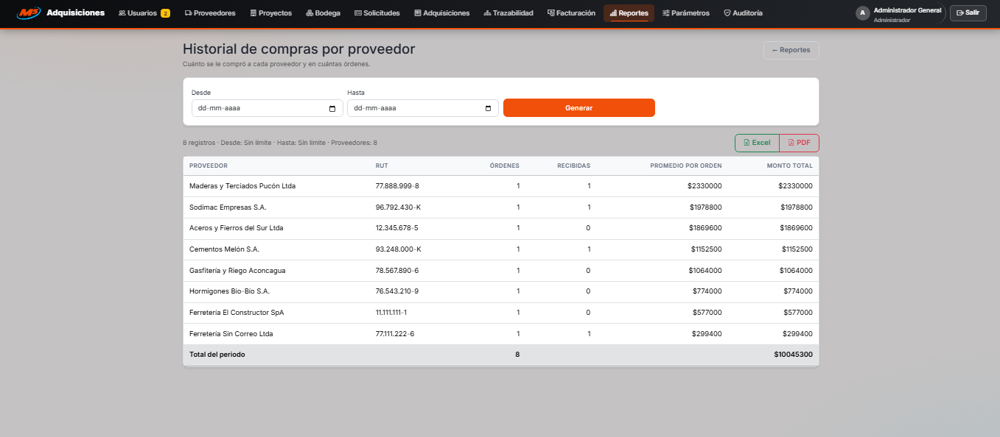 M5 Adquisiciones Usuarios 2 Proveedores Proyectos Bodega Solicitudes Adquisiciones Trazabilidad Facturación Reportes Parámetros Auditoría A Administrador General Salir
Administrador
Historial de compras por proveedor ← Reportes
Cuánto se le compró a cada proveedor y en cuántas órdenes.
Desde Hasta
dd-mm-aaaa dd-mm-aaaa Generar
8 registros · Desde: Sin límite · Hasta: Sin límite · Proveedores: 8 Excel PDF
PROVEEDOR RUT ÓRDENES RECIBIDAS PROMEDIO POR ORDEN MONTO TOTAL
Maderas y Terciados Pucón Ltda 77.888.999-8 1 1 $2330000 $2330000
Sodimac Empresas S.A. 96.792.430-K 1 1 $1978800 $1978800
Aceros y Fierros del Sur Ltda 12.345.678-5 1 0 $1869600 $1869600
Cementos Melón S.A. 93.248.000-K 1 1 $1152500 $1152500
Gasfitería y Riego Aconcagua 78.567.890-6 1 0 $1064000 $1064000
Hormigones Bío-Bío S.A. 76.543.210-9 1 0 $774000 $774000
Ferretería El Constructor SpA 11.111.111-1 1 0 $577000 $577000
Ferretería Sin Correo Ltda 77.111.222-6 1 1 $299400 $299400
Total del periodo 8 $10045300